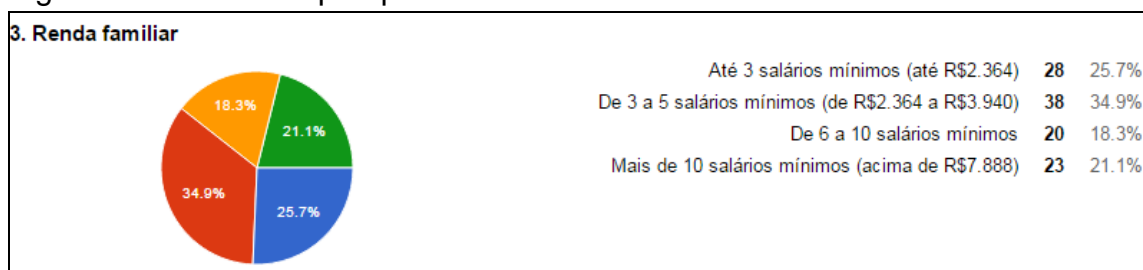 3. Renda familiar
Até 3 salários mínimos (até R$2.364) 28 25.7%
De 3 a 5 salários mínimos (de R$2.364 a R$3.940) 38 34.9%
De 6 a 10 salários mínimos 20 18.3%
Mais de 10 salários mínimos (acima de R$7.888) 23 21.1%
18.3%
21.1%
34.9%
25.7%